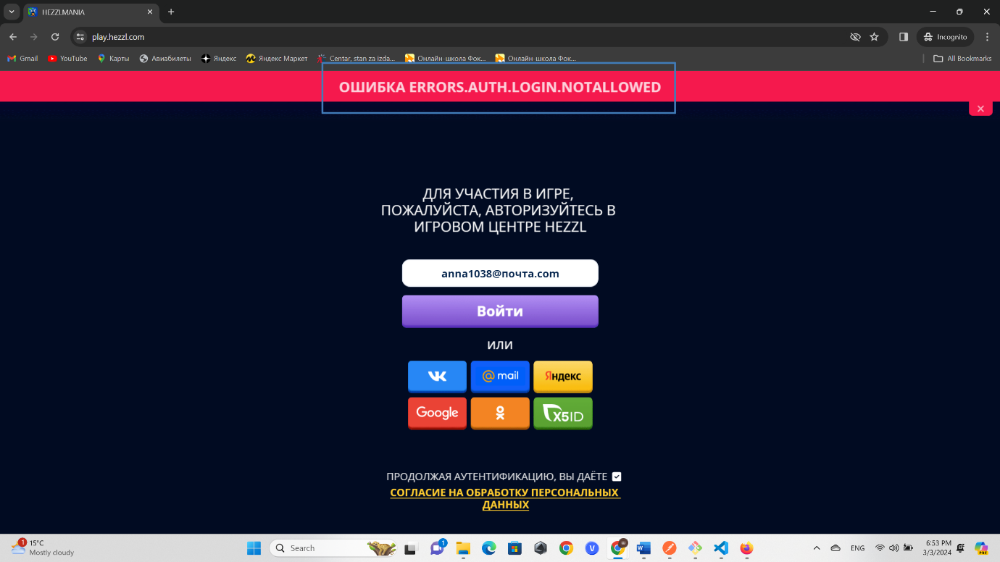 HEZZLMANIA
play.hezzl.com
Incognito
Gmail
YouTube
Карты
Авиабилеты
Яндекс
Яндекс Маркет
Centar, stan za izda...
Онлайн-школа Фок...
Онлайн-школа Фок...
All Bookmarks
ОШИБКА ERRORS.AUTH.LOGIN.NOTALLOWED
ДЛЯ УЧАСТИЯ В ИГРЕ,
ПОЖАЛУЙСТА, АВТОРИЗУЙТЕСЬ В
ИГРОВОМ ЦЕНТРЕ HEZZL
anna1038@почта.com
Войти
ИЛИ
@mail
Яндекс
Google
X5ID
ПРОДОЛЖАЯ АУТЕНТИФИКАЦИЮ, ВЫ ДАЁТЕ
СОГЛАСИЕ НА ОБРАБОТКУ ПЕРСОНАЛЬНЫХ
ДАННЫХ
1
15°C
Mostly cloudy
Search
1
ENG
6:53 PM
3/3/2024